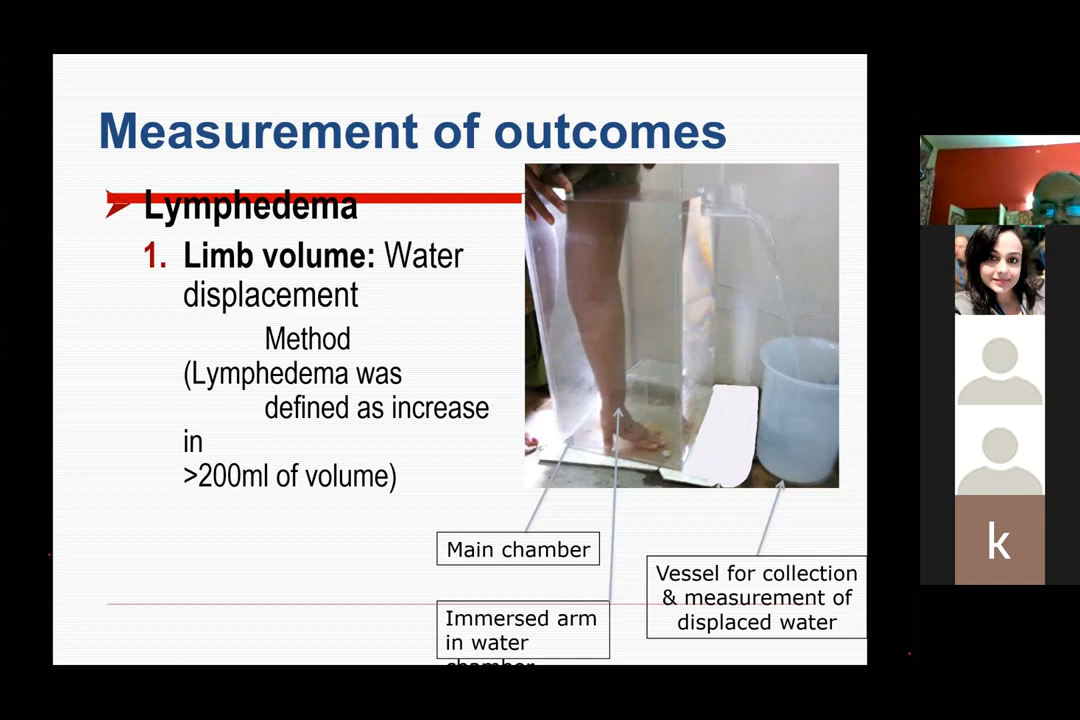 Measurement of outcomes
Lymphedema
1. Limb volume: Water
displacement
Method
(Lymphedema was
defined as increase
in
>200ml of volume)
Main chamber
Immersed arm
in water
chamber
Vessel for collection
& measurement of
displaced water
k